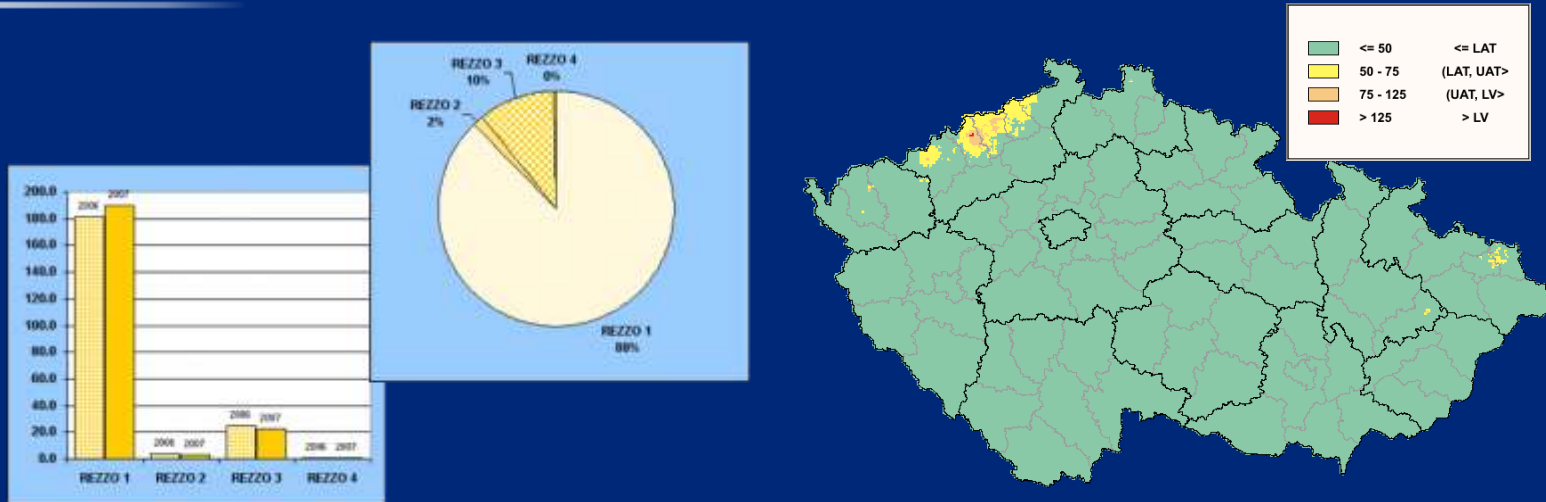 200.0
180.0
160.0
140.0
120.0
100.0
80.0
60.0
40.0
20.0
0.0
2006 2007
2006 2007
2006 2007
2006 2007
REZZO 1 REZZO 2 REZZO 3 REZZO 4
REZZO 4
0%
REZZO 3
10%
REZZO 2
2%
REZZO 1
88%
<= 50 <= LAT
50 - 75 (LAT, UAT>
75 - 125 (UAT, LV>
> 125 > LV